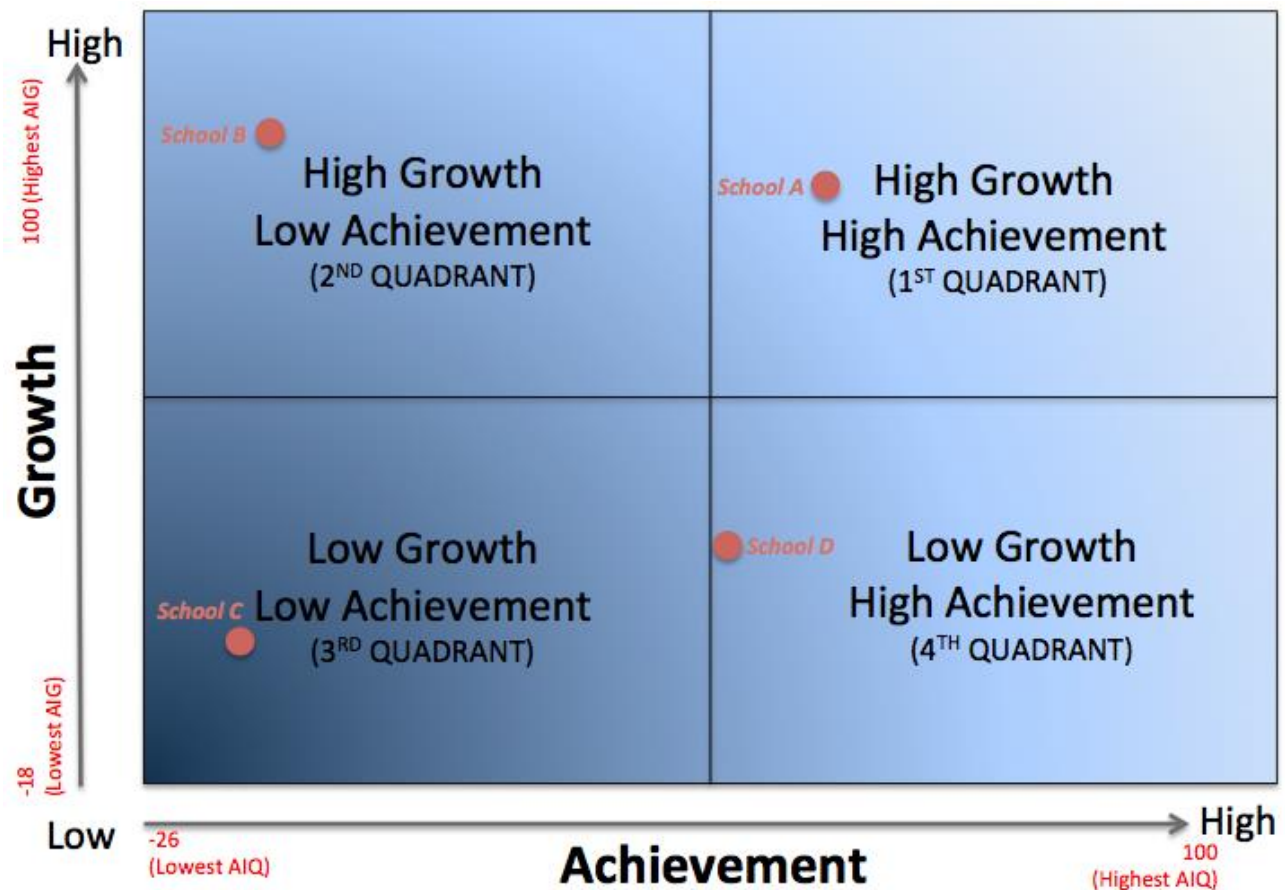 High
100 (Highest AIG)
Growth
-18
(Lowest AIG)
Low
School B
High Growth
Low Achievement
(2ND QUADRANT)
School A
High Growth
High Achievement
(1ST QUADRANT)
School C
Low Growth
Low Achievement
(3RD QUADRANT)
School D
Low Growth
High Achievement
(4TH QUADRANT)
-26
(Lowest AIQ)
Achievement
High
100
(Highest AIQ)